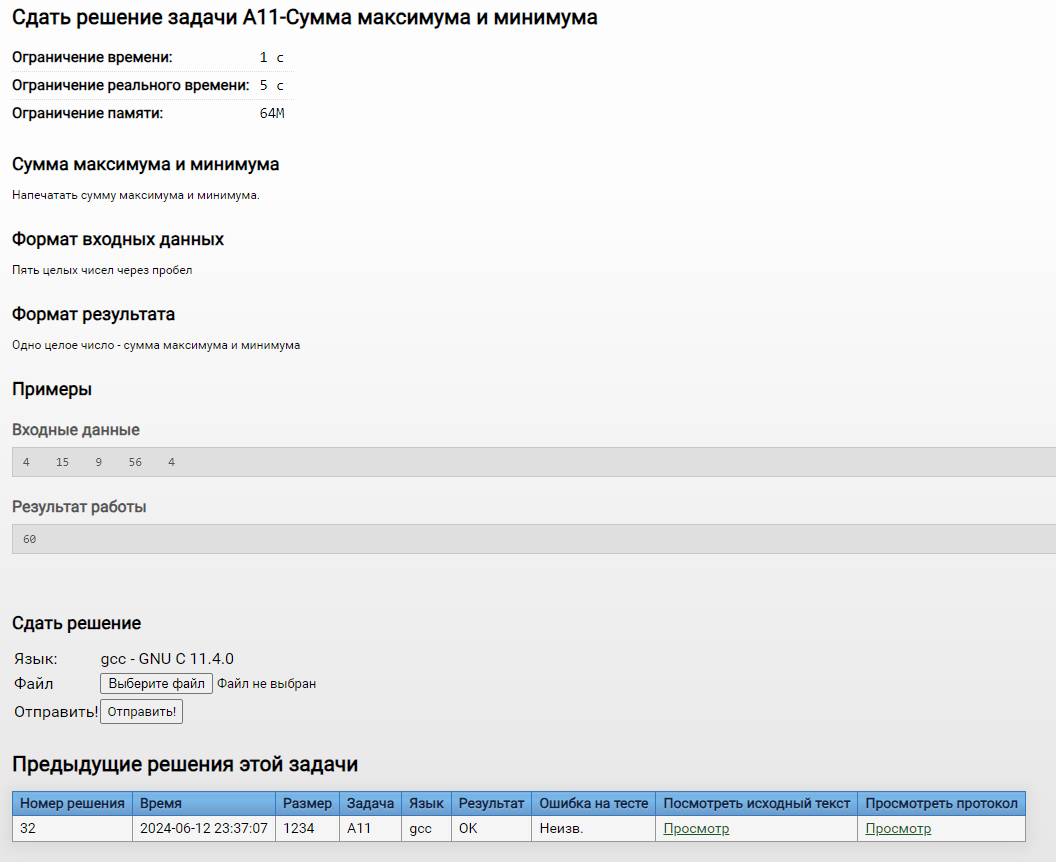 Сдать решение задачи A11-Сумма максимума и минимума
Ограничение времени: 1 с
Ограничение реального времени: 5 с
Ограничение памяти: 64M
Сумма максимума и минимума
Напечатать сумму максимума и минимума.
Формат входных данных
Пять целых чисел через пробел
Формат результата
Одно целое число - сумма максимума и минимума
Примеры
Входные данные
4 15 9 56 4
Результат работы
60
Сдать решение
Язык: gcc - GNU C 11.4.0
Файл Выберите файл Файл не выбран
Отправить! Отправить!
Предыдущие решения этой задачи
Номер решения Время Размер Задача Язык Результат Ошибка на тесте Посмотреть исходный текст Просмотреть протокол
32 2024-06-12 23:37:07 1234 A11 gcc OK Неизв. Просмотр Просмотр